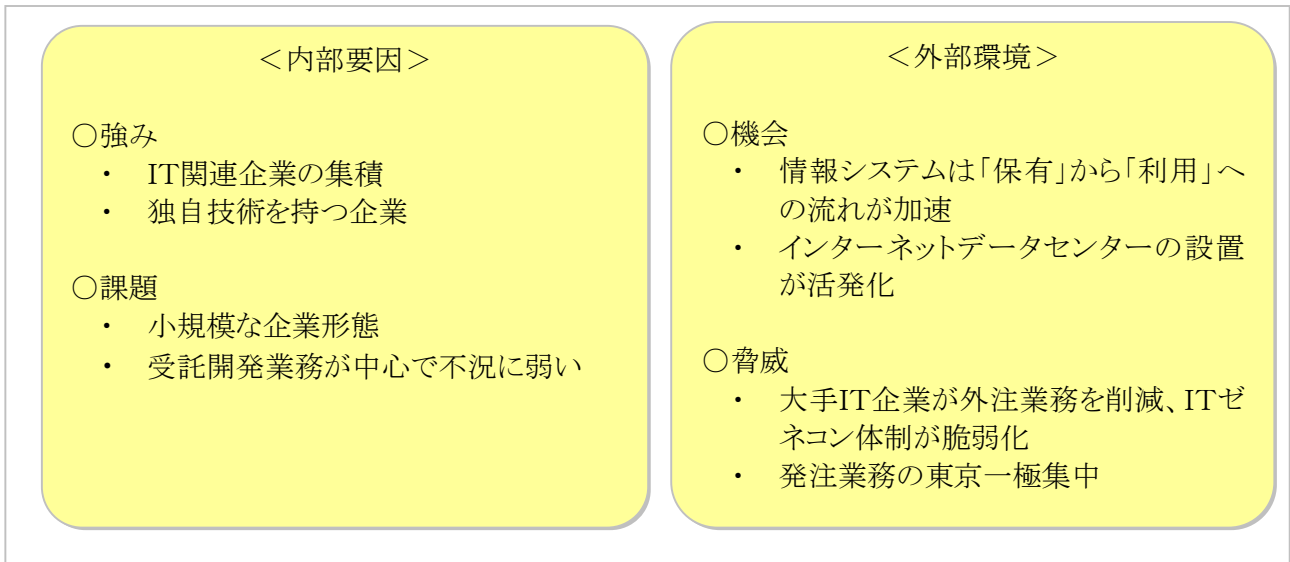 ＜内部要因＞
○強み
・ IT関連企業の集積
・ 独自技術を持つ企業
○課題
・ 小規模な企業形態
・ 受託開発業務が中心で不況に弱い
＜外部環境＞
○機会
・ 情報システムは「保有」から「利用」へ
の流れが加速
・ インターネットデータセンターの設置
が活発化
○脅威
・ 大手IT企業が外注業務を削減、ITゼ
ネコン体制が脆弱化
・ 発注業務の東京一極集中